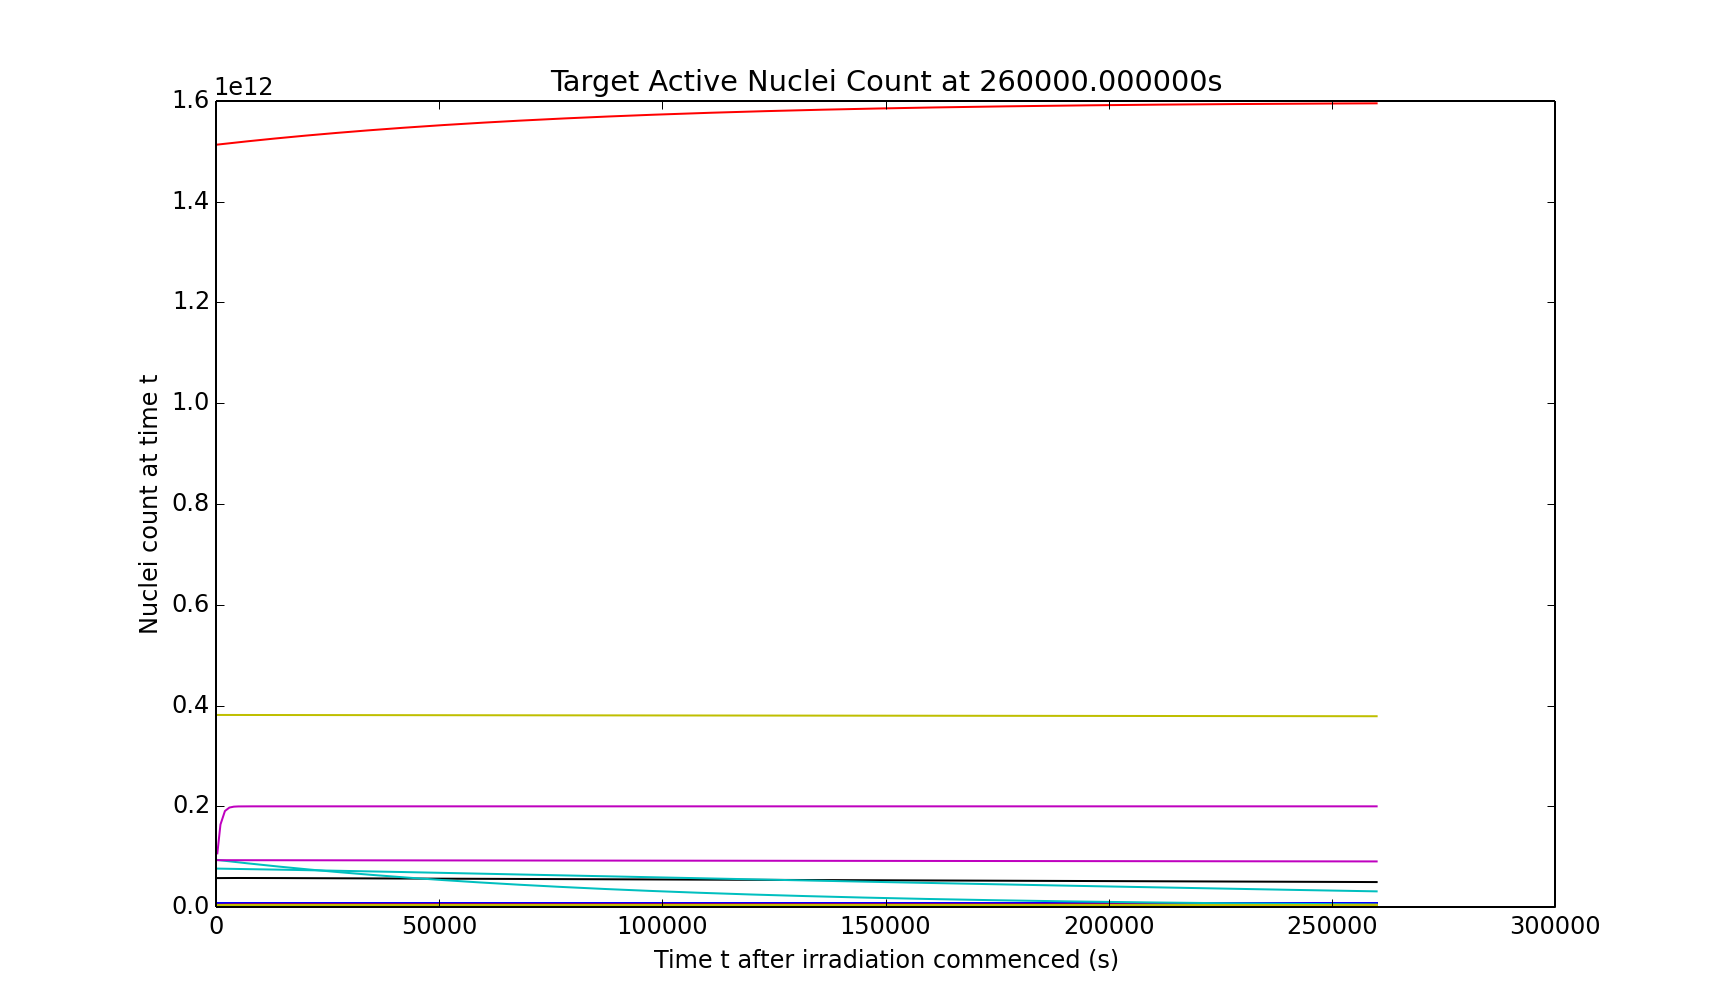 Target Active Nuclei Count at 260000.000000s
1e12
1.6
1.4
1.2
1.0
0.8
0.6
0.4
0.2
0.0
Nuclei count at time t
0 50000 100000 150000 200000 250000 300000
Time t after irradiation commenced (s)